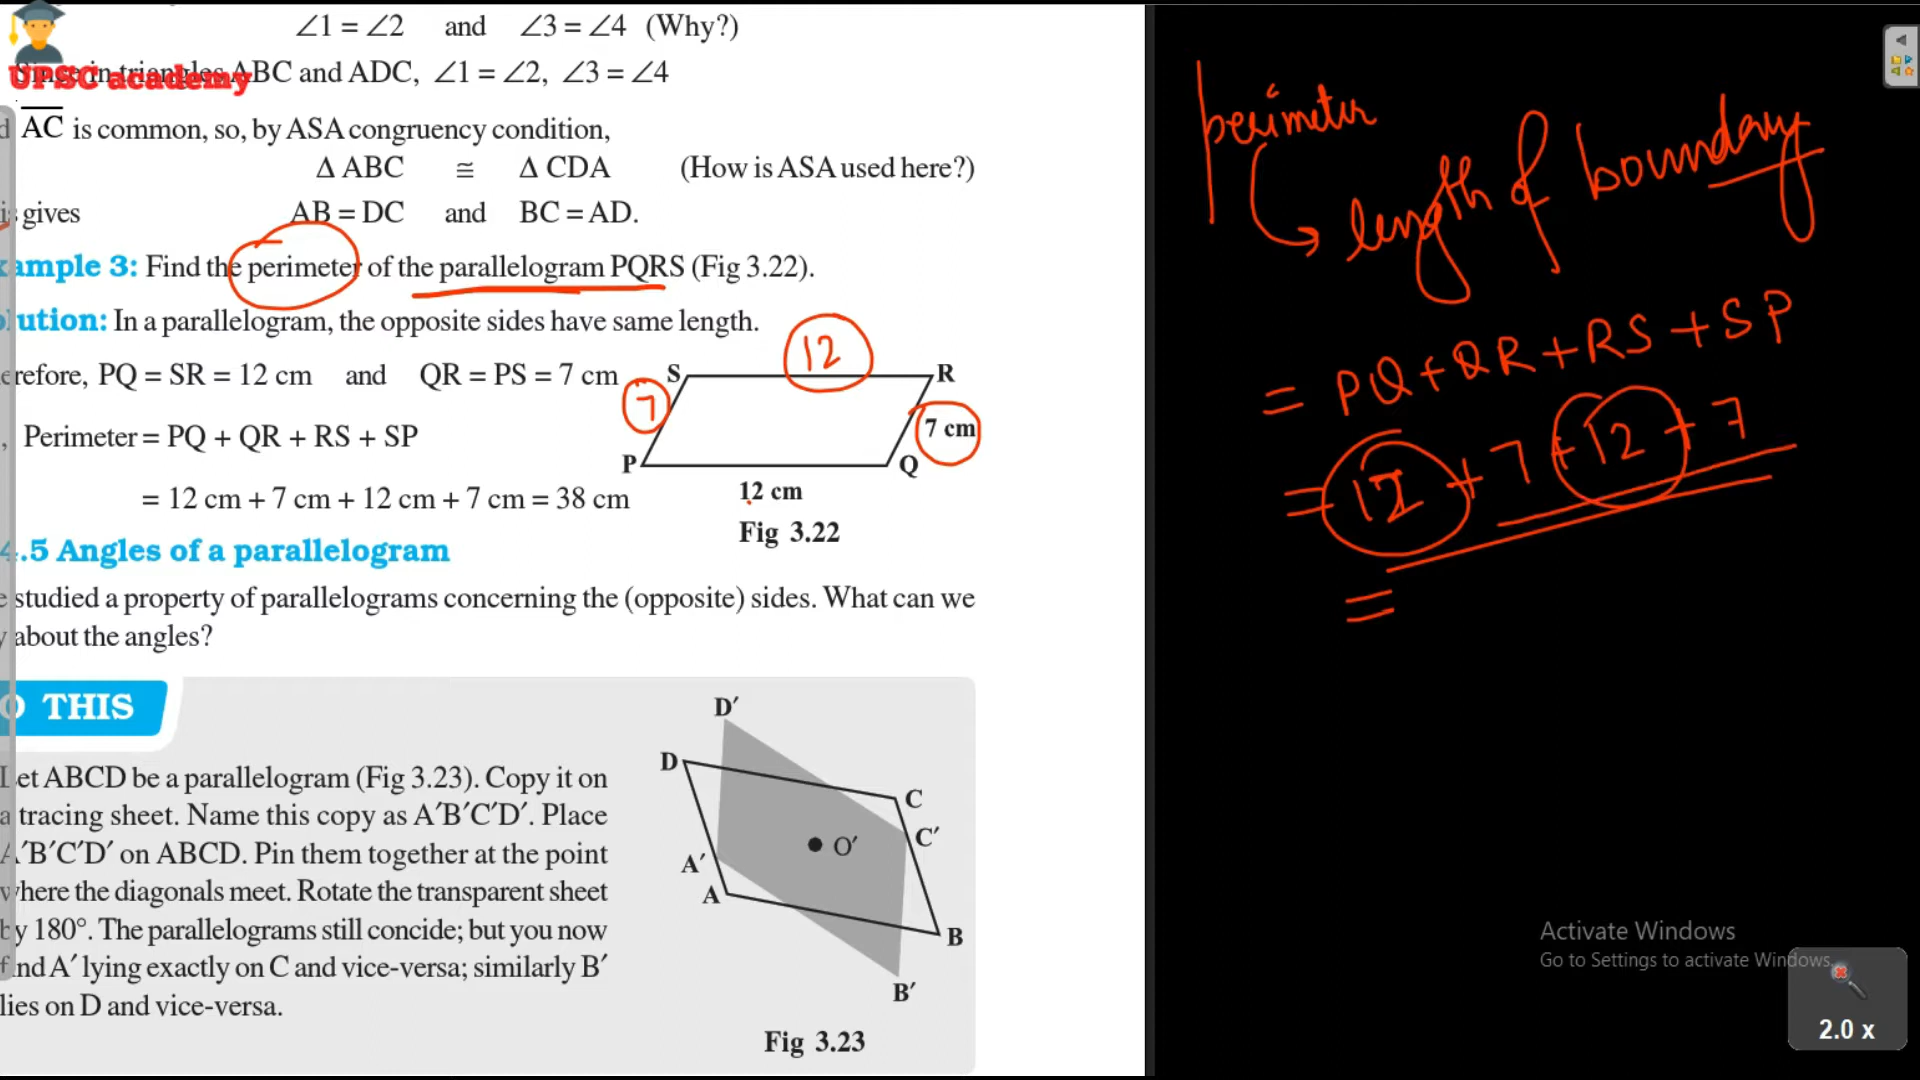 ∠1 = ∠2 and ∠3 = ∠4 (Why?)
in triangles ABC and ADC, ∠1 = ∠2, ∠3 = ∠4
UPSC academy
AC is common, so, by ASA congruency condition,
Δ ABC ≅ Δ CDA (How is ASA used here?)
gives AB = DC and BC = AD.
ample 3: Find the perimeter of the parallelogram PQRS (Fig 3.22).
ution: In a parallelogram, the opposite sides have same length.
erefore, PQ = SR = 12 cm and QR = PS = 7 cm
, Perimeter = PQ + QR + RS + SP
= 12 cm + 7 cm + 12 cm + 7 cm = 38 cm
12
S R
7
7 cm
P Q
12 cm
Fig 3.22
.5 Angles of a parallelogram
studied a property of parallelograms concerning the (opposite) sides. What can we
about the angles?
THIS
Let ABCD be a parallelogram (Fig 3.23). Copy it on
a tracing sheet. Name this copy as A′B′C′D′. Place
A′B′C′D′ on ABCD. Pin them together at the point
where the diagonals meet. Rotate the transparent sheet
by 180°. The parallelograms still concide; but you now
find A′ lying exactly on C and vice-versa; similarly B′
lies on D and vice-versa.
D′
D
C
C′
O′
A′
A
B
B′
Fig 3.23
perimeter
length of boundary
= PQ + QR + RS + SP
= 12 + 7 + 12 + 7
=
Activate Windows
Go to Settings to activate Windows.
2.0 x